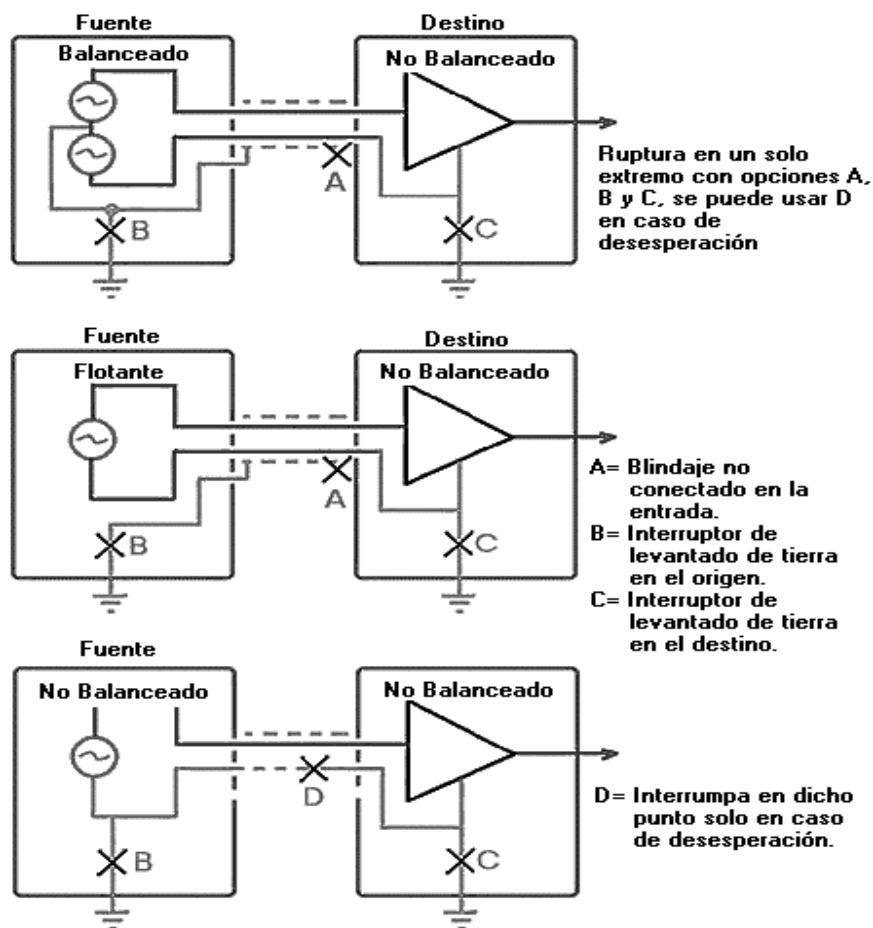 Fuente
Destino
Balanceado
No Balanceado
A
B
C
Ruptura en un solo
extremo con opciones A,
B y C, se puede usar D
en caso de
desesperación
Fuente
Destino
Flotante
No Balanceado
A
B
C
A= Blindaje no
conectado en la
entrada.
B= Interruptor de
levantado de tierra
en el origen.
C= Interruptor de
levantado de tierra
en el destino.
Fuente
No Balanceado
No Balanceado
D
B
C
D= Interrumpa en dicho
punto solo en caso
de desesperación.